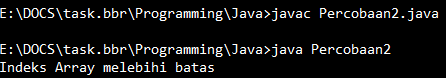 E:\DOCS\task.bbr\Programming\Java>javac Percobaan2.java
E:\DOCS\task.bbr\Programming\Java>java Percobaan2
Indeks Array melebihi batas